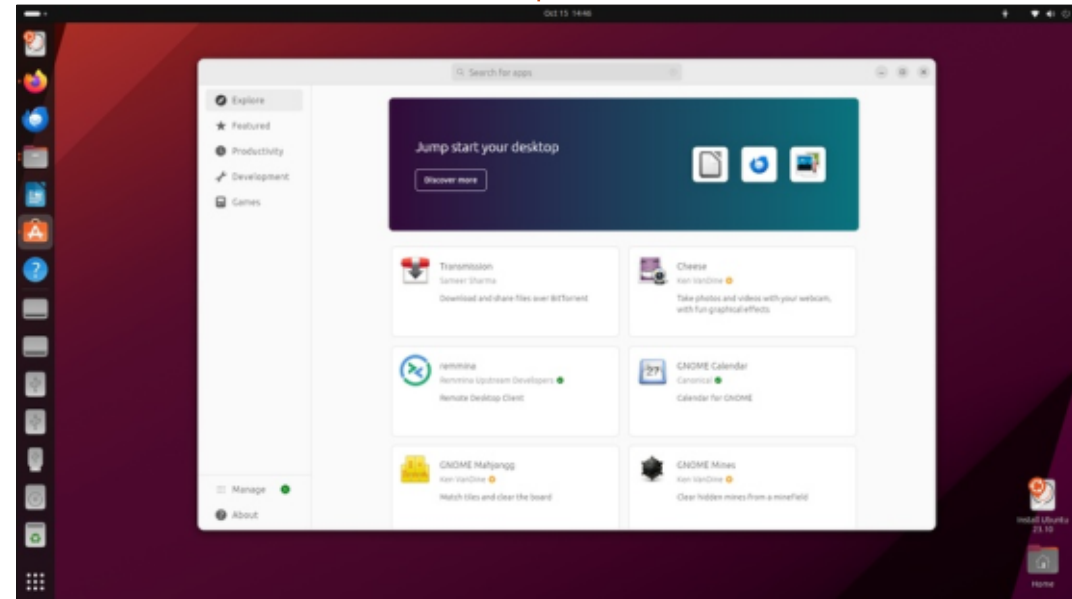 Oct 15 14:46
Search for apps
Explore
Featured
Productivity
Development
Games
Manage
About
Jump start your desktop
Discover more
Transmission
Sameer Sharma
Download and share files over BitTorrent
Cheese
Ken VanDine
Take photos and videos with your webcam,
with fun graphical effects
remmina
Remmina Upstream Developers
Remote Desktop Client
GNOME Calendar
Canonical
Calendar for GNOME
27
GNOME Mahjongg
Ken VanDine
Match tiles and clear the board
GNOME Mines
Ken VanDine
Clear hidden mines from a minefield
Install Ubuntu
23.10
Home